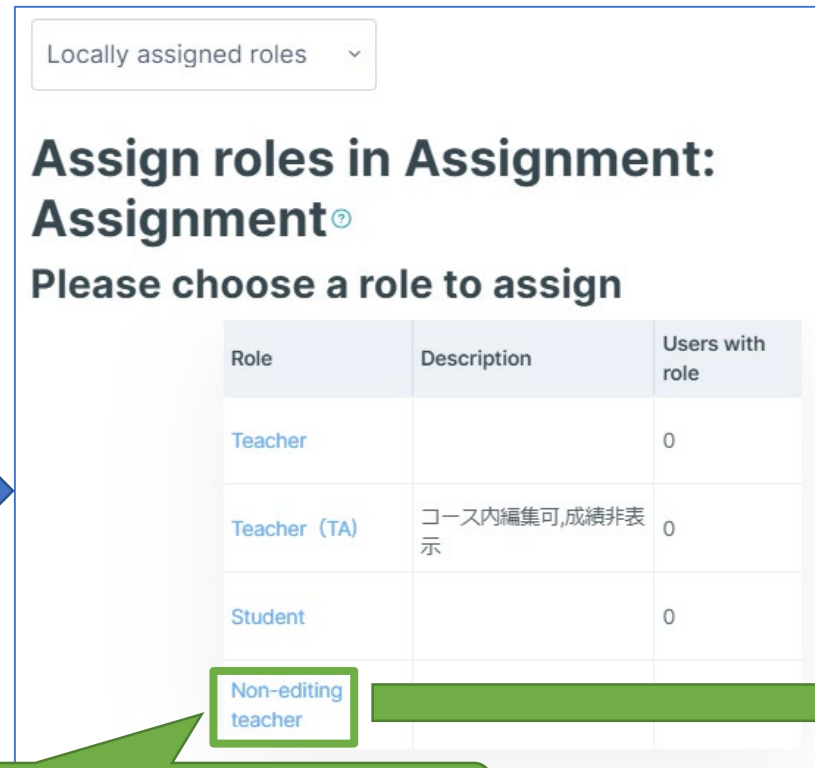 Locally assigned roles
Assign roles in Assignment:
Assignment
Please choose a role to assign
Role Description Users with
role
Teacher 0
Teacher（TA） コース内編集可,成績非表
示 0
Student 0
Non-editing
teacher